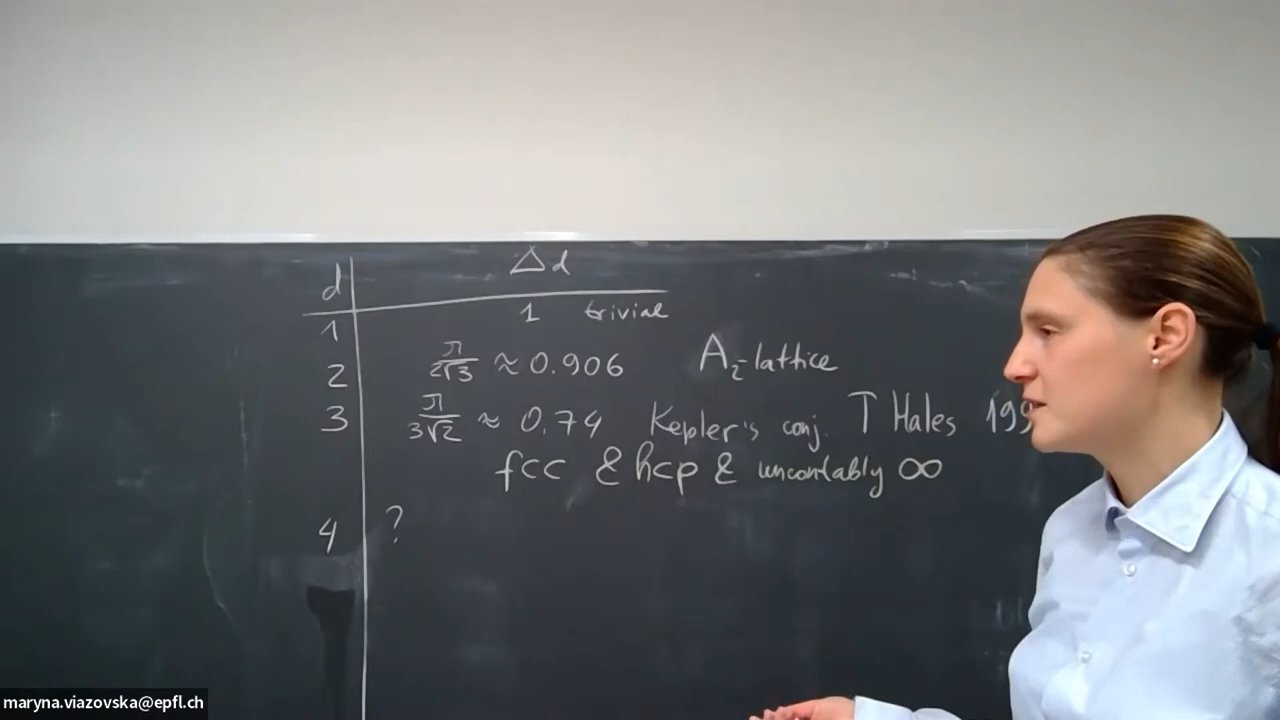 d Δd
1 1 trivial
2 π/2√3 ≈ 0.906 A₂-lattice
3 π/3√2 ≈ 0.74 Kepler's conj. T Hales 199
fcc & hcp & uncontably ∞
4 ?
maryna.viazovska@epfl.ch